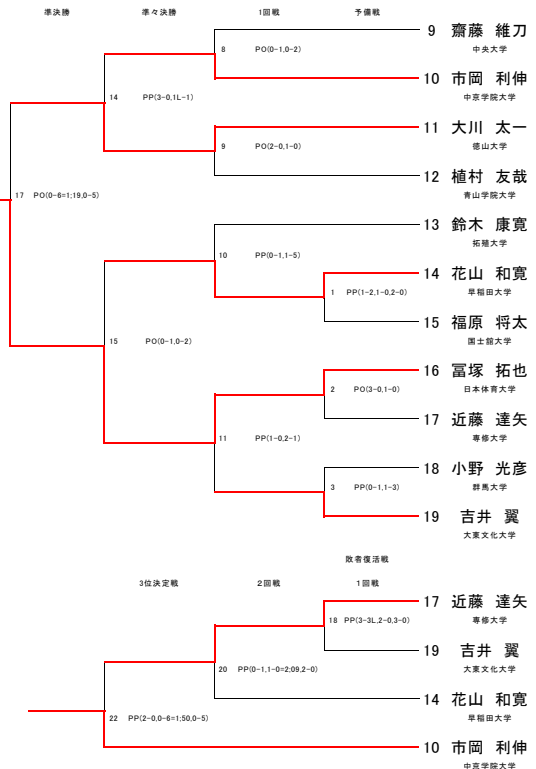 準決勝 準々決勝 1回戦 予備戦
9 齋藤 維刀
中央大学
8 PO(0-1,0-2)
10 市岡 利伸
中京学院大学
14 PP(3-0,1L-1)
11 大川 太一
徳山大学
9 PO(2-0,1-0)
12 植村 友哉
青山学院大学
17 PO(0-6=1;19,0-5)
13 鈴木 康寛
拓殖大学
10 PP(0-1,1-5)
14 花山 和寛
早稲田大学
1 PP(1-2,1-0,2-0)
15 福原 将太
国士舘大学
15 PO(0-1,0-2)
16 冨塚 拓也
日本体育大学
2 PO(3-0,1-0)
17 近藤 達矢
専修大学
11 PP(1-0,2-1)
18 小野 光彦
群馬大学
3 PP(0-1,1-3)
19 吉井 翼
大東文化大学
敗者復活戦
3位決定戦 2回戦 1回戦
17 近藤 達矢
専修大学
18 PP(3-3L,2-0,3-0)
19 吉井 翼
大東文化大学
20 PP(0-1,1-0=2;09,2-0)
14 花山 和寛
早稲田大学
22 PP(2-0,0-6=1;50,0-5)
10 市岡 利伸
中京学院大学